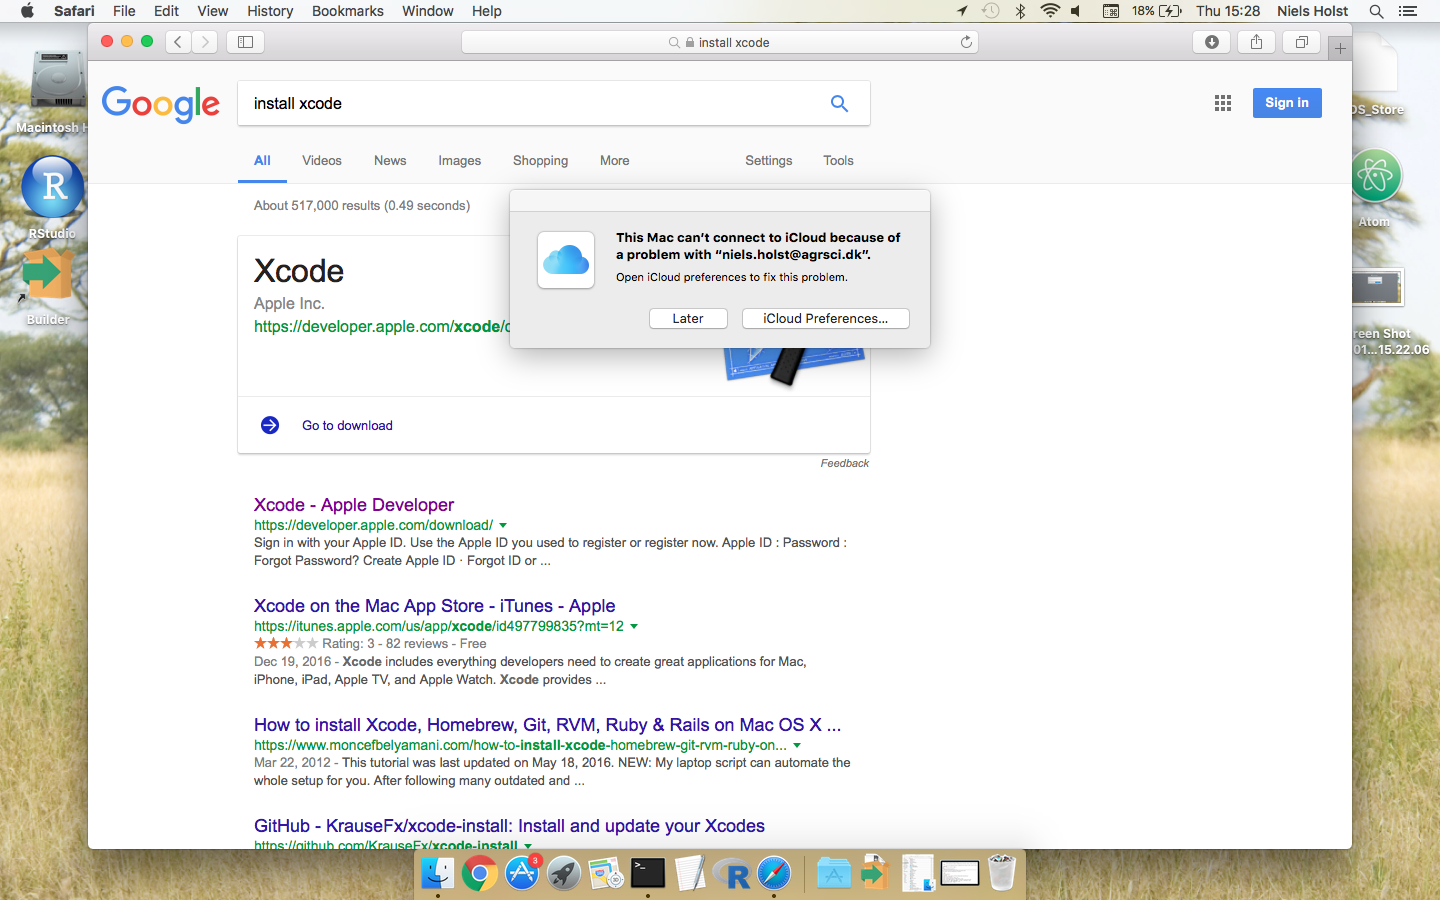 Safari File Edit View History Bookmarks Window Help
18% Thu 15:28 Niels Holst
install xcode
Google
install xcode
Sign in
All Videos News Images Shopping More Settings Tools
About 517,000 results (0.49 seconds)
This Mac can’t connect to iCloud because of
a problem with “niels.holst@agrsci.dk”.
Open iCloud preferences to fix this problem.
Later iCloud Preferences...
Xcode
Apple Inc.
https://developer.apple.com/xcode/
Go to download
Feedback
Xcode - Apple Developer
https://developer.apple.com/download/
Sign in with your Apple ID. Use the Apple ID you used to register or register now. Apple ID : Password :
Forgot Password? Create Apple ID · Forgot ID or ...
Xcode on the Mac App Store - iTunes - Apple
https://itunes.apple.com/us/app/xcode/id497799835?mt=12
Rating: 3 - 82 reviews - Free
Dec 19, 2016 - Xcode includes everything developers need to create great applications for Mac,
iPhone, iPad, Apple TV, and Apple Watch. Xcode provides ...
How to install Xcode, Homebrew, Git, RVM, Ruby & Rails on Mac OS X ...
https://www.moncefbelyamani.com/how-to-install-xcode-homebrew-git-rvm-ruby-on...
Mar 22, 2012 - This tutorial was last updated on May 18, 2016. NEW: My laptop script can automate the
whole setup for you. After following many outdated and ...
GitHub - KrauseFx/xcode-install: Install and update your Xcodes
https://github.com/KrauseFx/xcode-install
Macintosh H
R
RStudio
Builder
DS_Store
Atom
reen Shot
01...15.22.06
3
R